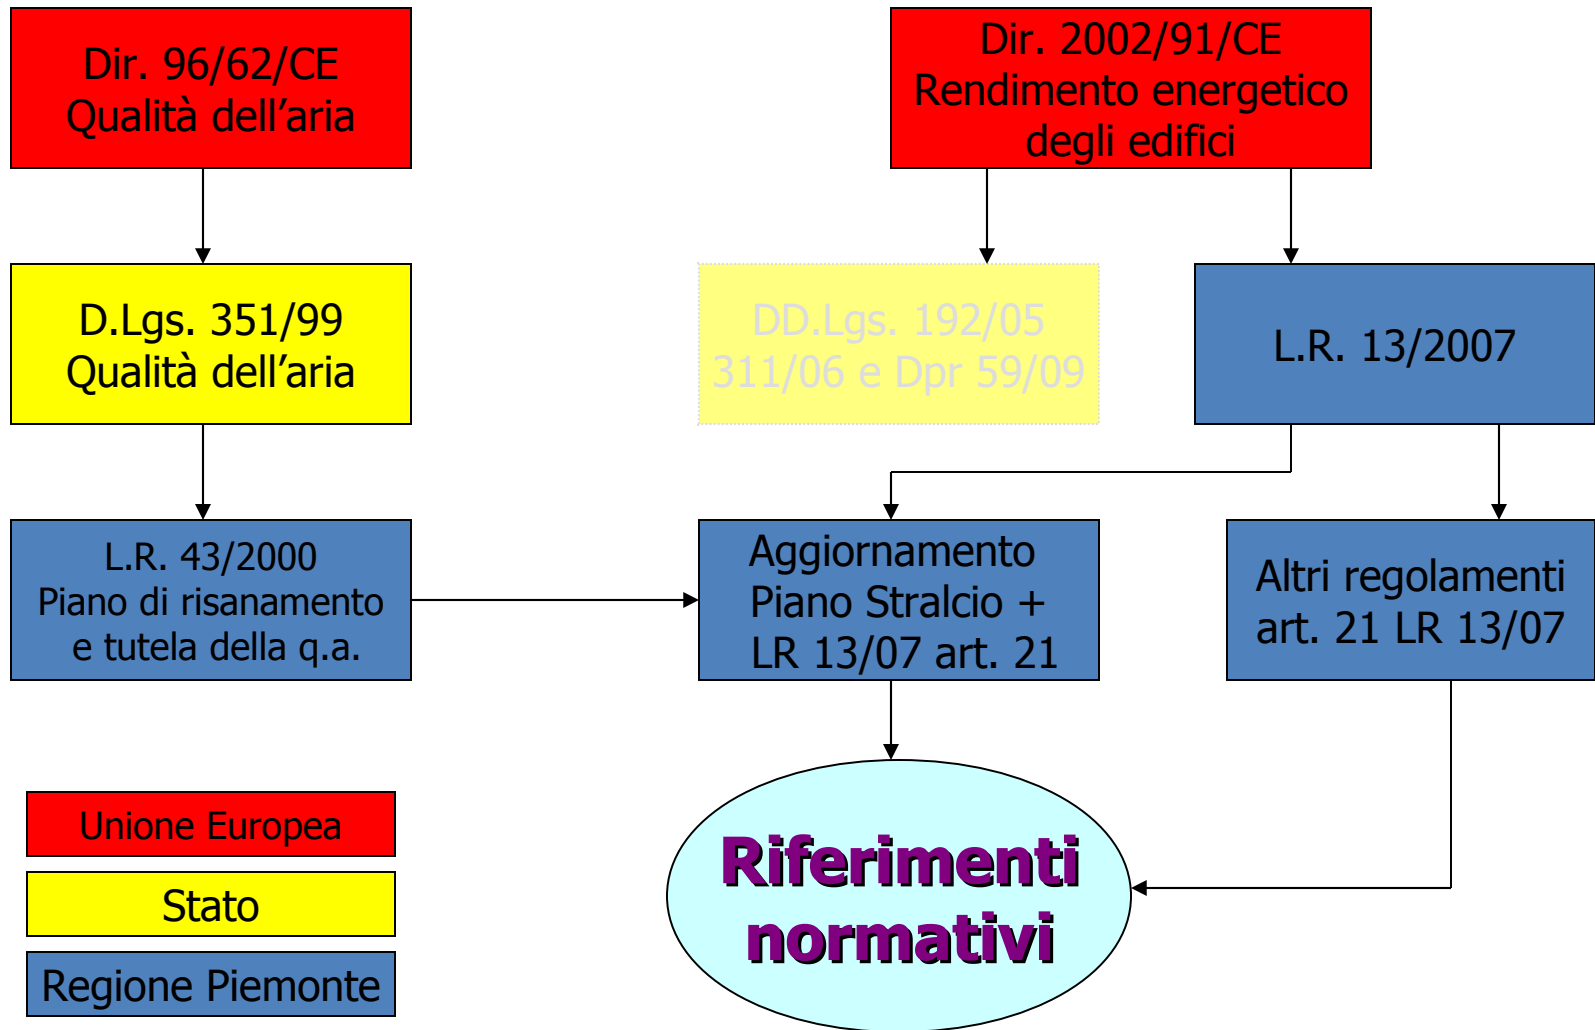 Dir. 96/62/CE
Qualità dell’aria
Dir. 2002/91/CE
Rendimento energetico
degli edifici
D.Lgs. 351/99
Qualità dell’aria
DD.Lgs. 192/05
311/06 e Dpr 59/09
L.R. 13/2007
L.R. 43/2000
Piano di risanamento
e tutela della q.a.
Aggiornamento
Piano Stralcio +
LR 13/07 art. 21
Altri regolamenti
art. 21 LR 13/07
Unione Europea
Stato
Regione Piemonte
Riferimenti
normativi